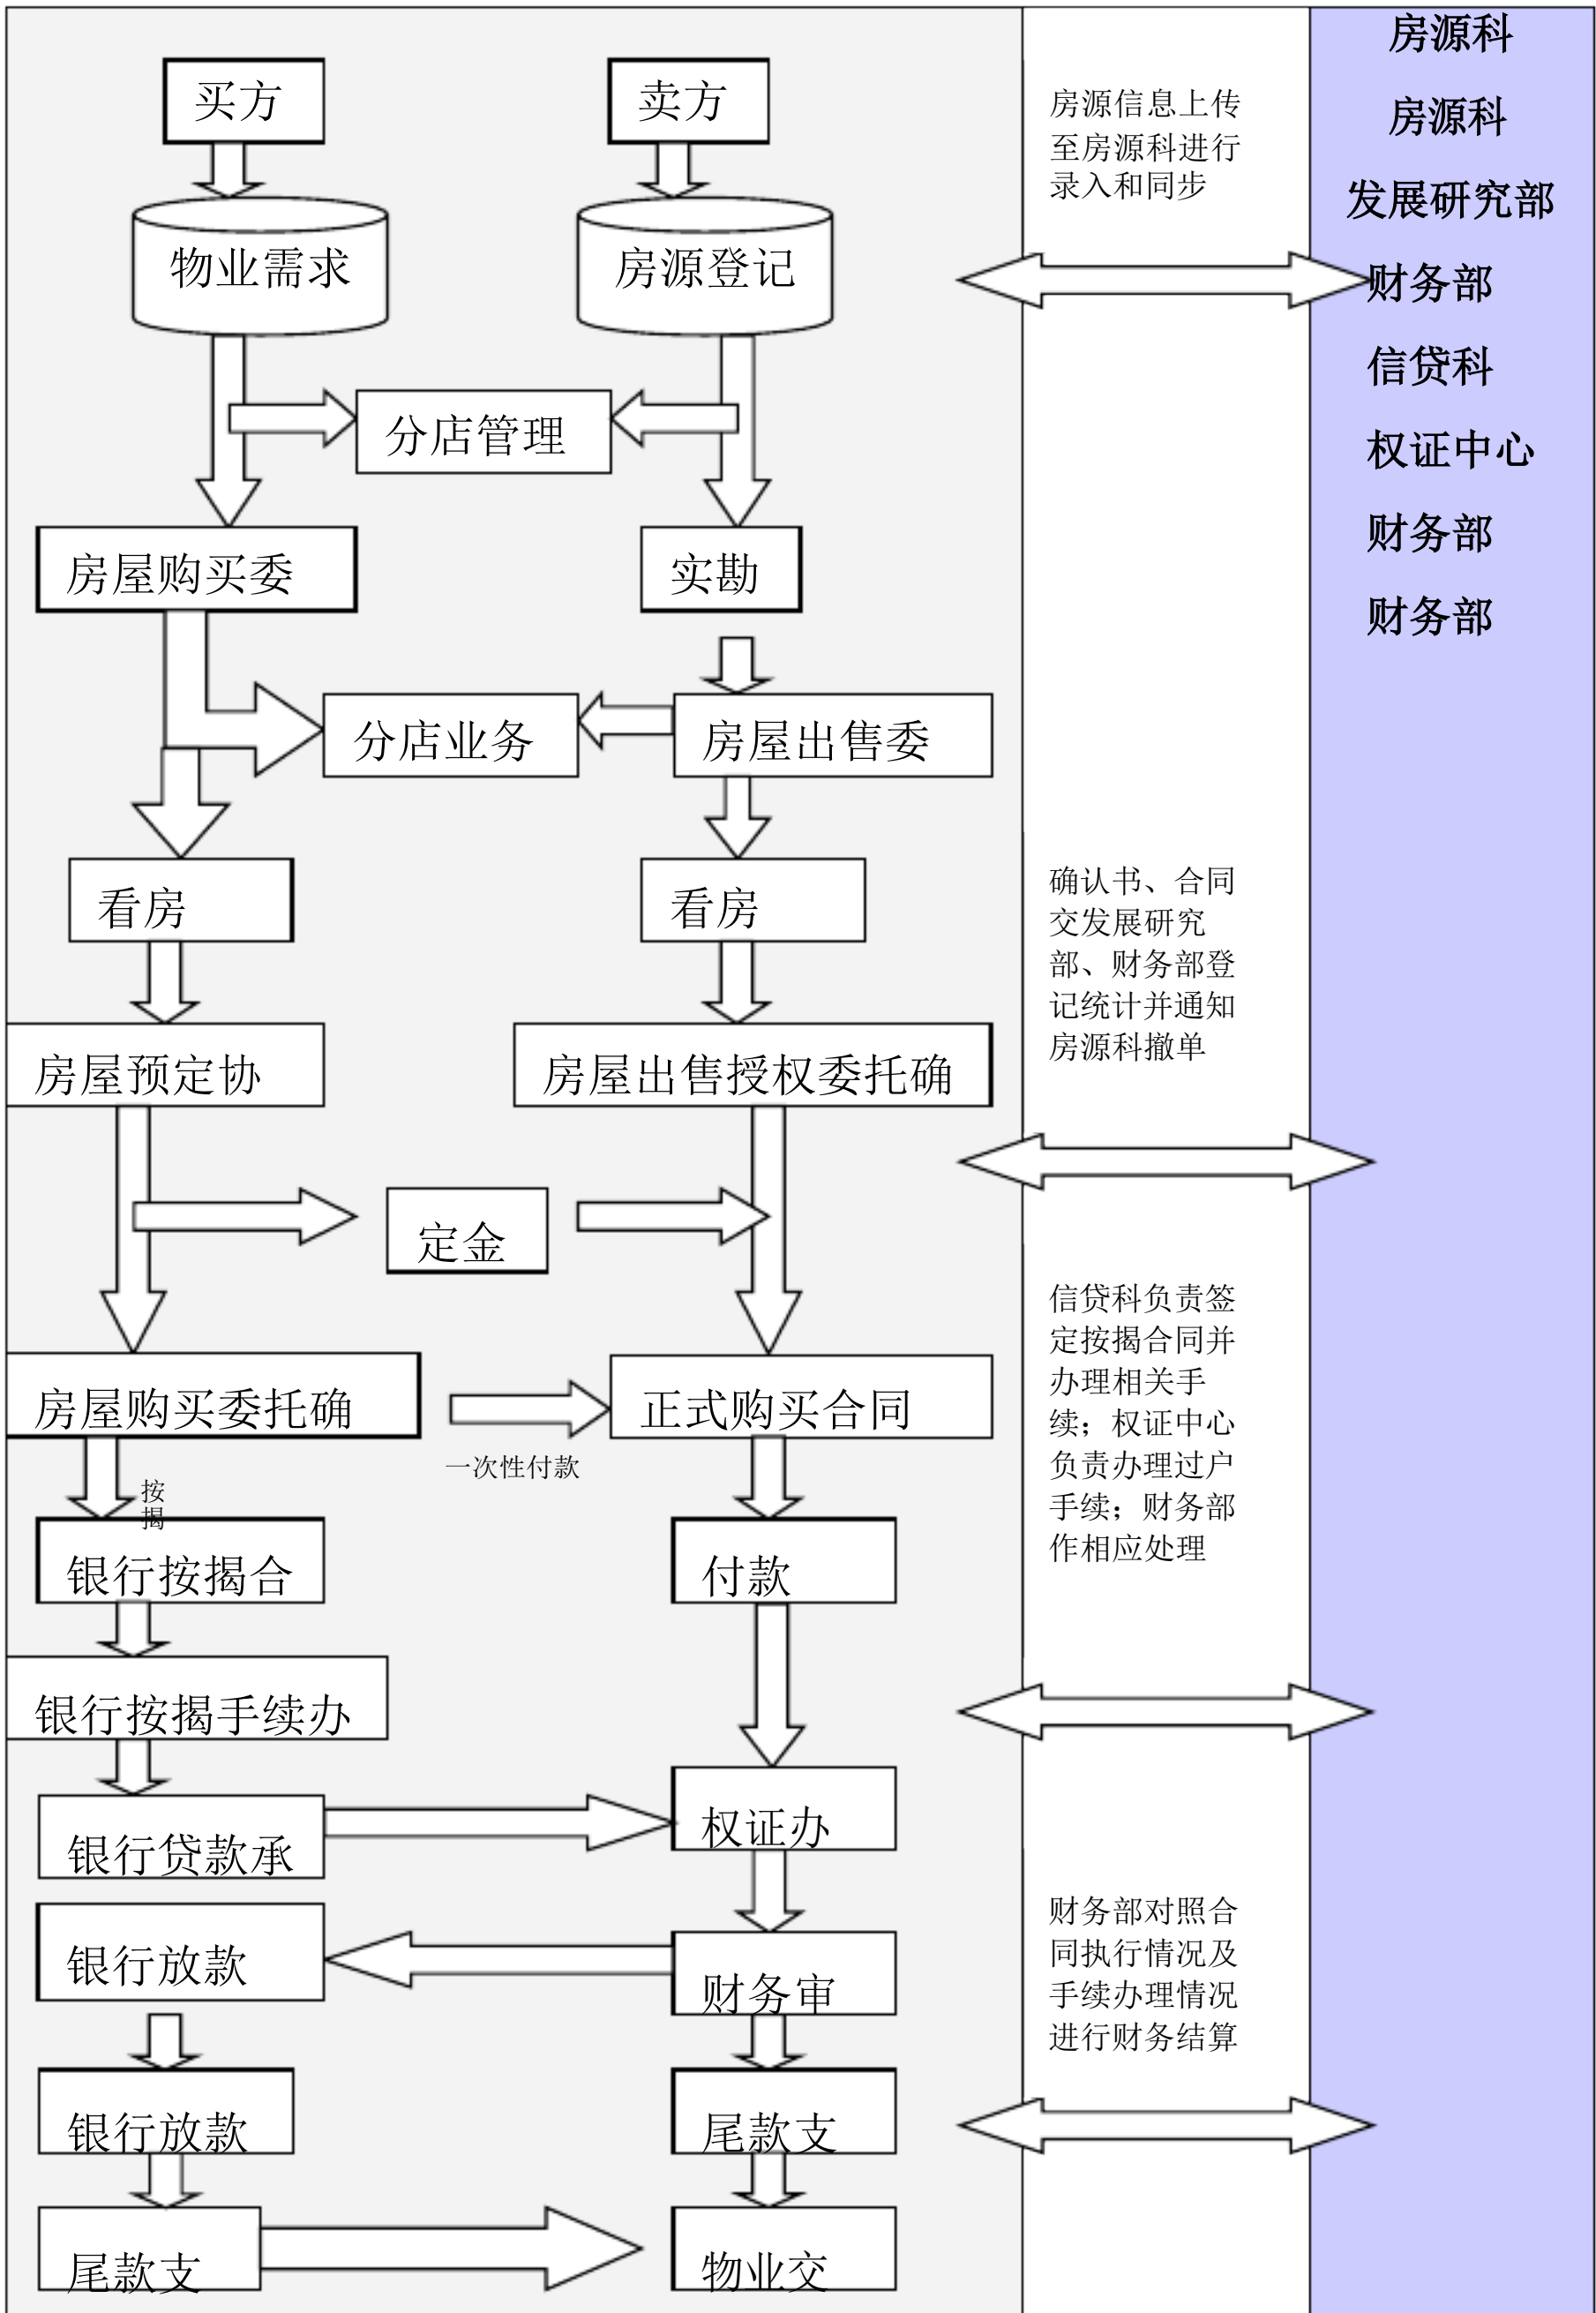 买方
卖方
物业需求
房源登记
分店管理
房屋购买委
实勘
分店业务
房屋出售委
看房
看房
房屋预定协
房屋出售授权委托确
定金
房屋购买委托确
正式购买合同
一次性付款
按
揭
银行按揭合
付款
银行按揭手续办
银行贷款承
权证办
银行放款
财务审
银行放款
尾款支
尾款支
物业交
房源信息上传
至房源科进行
录入和同步
确认书、合同
交发展研究
部、财务部登
记统计并通知
房源科撤单
信贷科负责签
定按揭合同并
办理相关手
续；权证中心
负责办理过户
手续；财务部
作相应处理
财务部对照合
同执行情况及
手续办理情况
进行财务结算
房源科
房源科
发展研究部
财务部
信贷科
权证中心
财务部
财务部